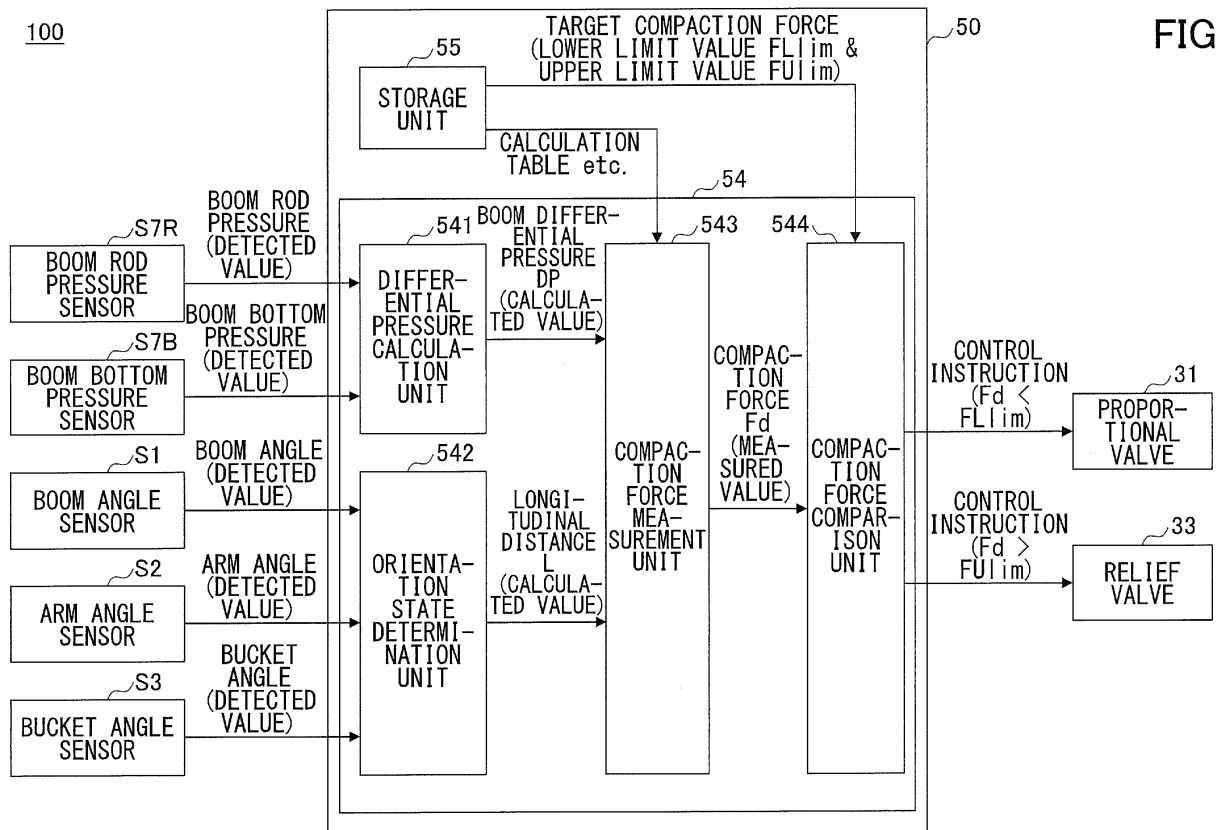 100
FIG
50
TARGET COMPACTION FORCE
(LOWER LIMIT VALUE FLlim &
UPPER LIMIT VALUE FUlim)
55
STORAGE
UNIT
CALCULATION
TABLE etc.
54
S7R
BOOM ROD
PRESSURE
SENSOR
BOOM ROD
PRESSURE
(DETECTED
VALUE)
S7B
BOOM BOTTOM
PRESSURE
SENSOR
BOOM BOTTOM
PRESSURE
(DETECTED
VALUE)
S1
BOOM ANGLE
SENSOR
BOOM ANGLE
(DETECTED
VALUE)
S2
ARM ANGLE
SENSOR
ARM ANGLE
(DETECTED
VALUE)
S3
BUCKET ANGLE
SENSOR
BUCKET
ANGLE
(DETECTED
VALUE)
541
DIFFER-
ENTIAL
PRESSURE
CALCULA-
TION
UNIT
BOOM DIFFER-
ENTIAL
PRESSURE
DP
(CALCULA-
TED VALUE)
542
ORIENTA-
TION
STATE
DETERMI-
NATION
UNIT
LONGI-
TUDINAL
DISTANCE
L
(CALCULA-
TED VALUE)
543
COMPAC-
TION
FORCE
MEA-
SUREMENT
UNIT
COMPAC-
TION
FORCE
Fd
(MEA-
SURED
VALUE)
544
COMPAC-
TION
FORCE
COMPAR-
ISON
UNIT
CONTROL
INSTRUCTION
(Fd <
FLlim)
31
PROPOR-
TIONAL
VALVE
CONTROL
INSTRUCTION
(Fd >
FUlim)
33
RELIEF
VALVE